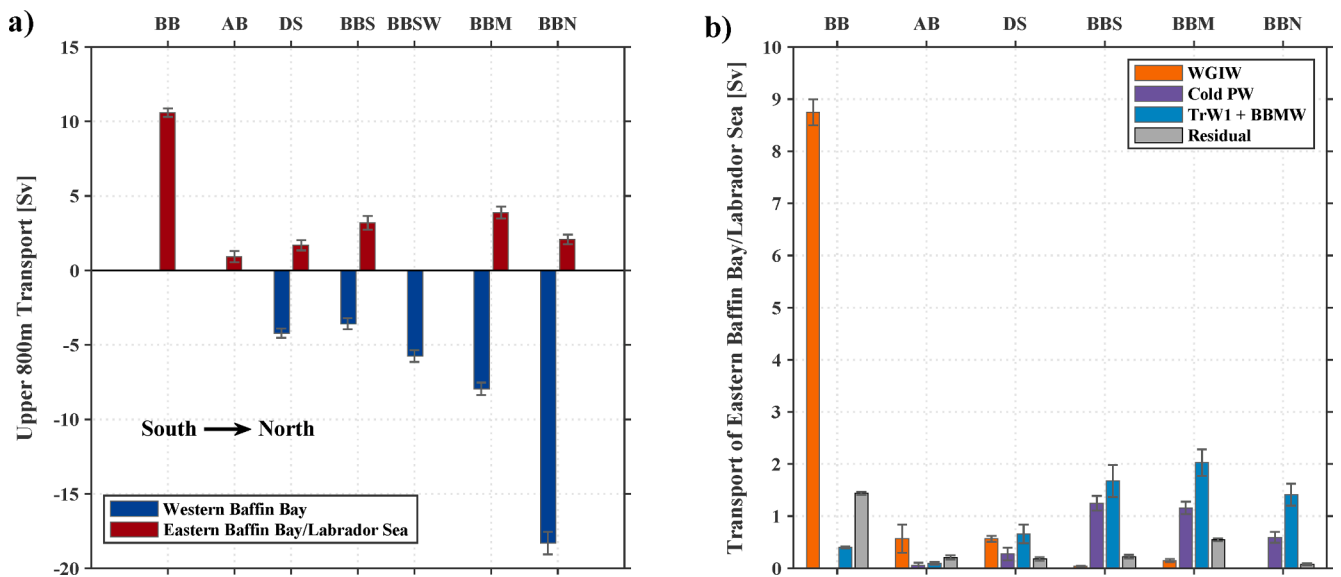 a)
BB AB DS BBS BBSW BBM BBN
Upper 800m Transport [Sv]
15
10
5
0
-5
-10
-15
-20
South North
Western Baffin Bay
Eastern Baffin Bay/Labrador Sea
b)
BB AB DS BBS BBM BBN
Transport of Eastern Baffin Bay/Labrador Sea [Sv]
10
9
8
7
6
5
4
3
2
1
0
WGIW
Cold PW
TrW1 + BBMW
Residual